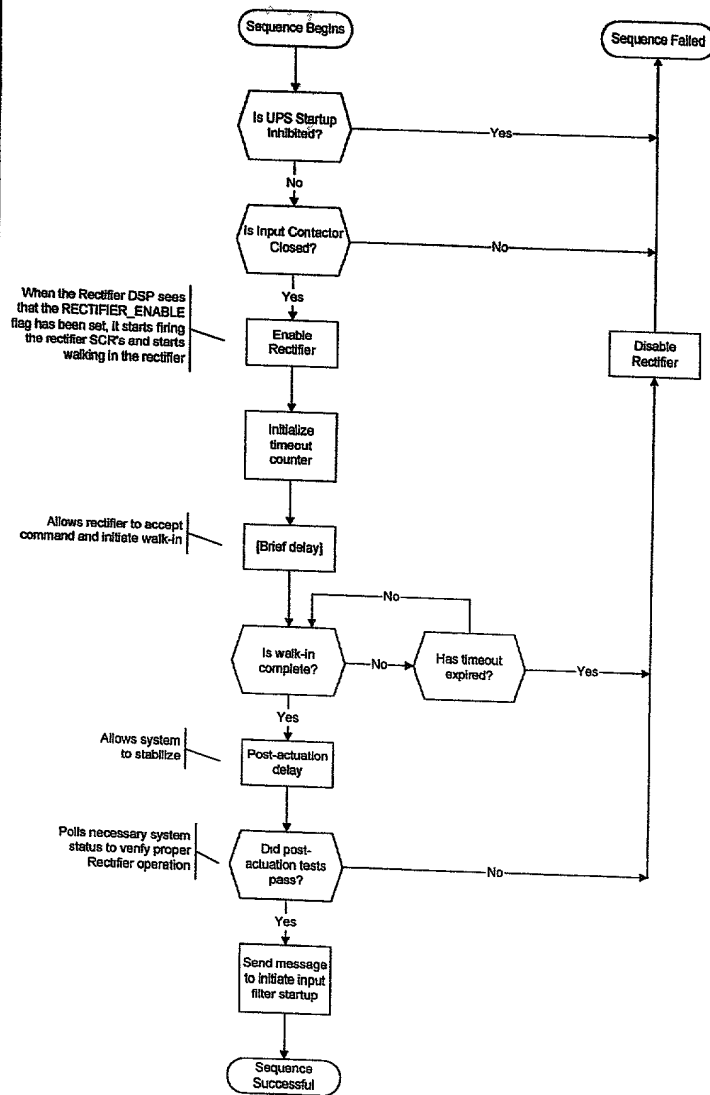 Sequence Begins
Sequence Failed
Is UPS Startup
Inhibited?
Yes
No
Is Input Contactor
Closed?
No
Yes
When the Rectifier DSP sees
that the RECTIFIER_ENABLE
flag has been set, it starts firing
the rectifier SCR's and starts
walking in the rectifier
Enable
Rectifier
Disable
Rectifier
Initialize
timeout
counter
Allows rectifier to accept
command and initiate walk-in
[Brief delay]
No
Is walk-in
complete?
No
Has timeout
expired?
Yes
Yes
Allows system
to stabilize
Post-actuation
delay
Polls necessary system
status to verify proper
Rectifier operation
Did post-
actuation tests
pass?
No
Yes
Send message
to initiate input
filter startup
Sequence
Successful